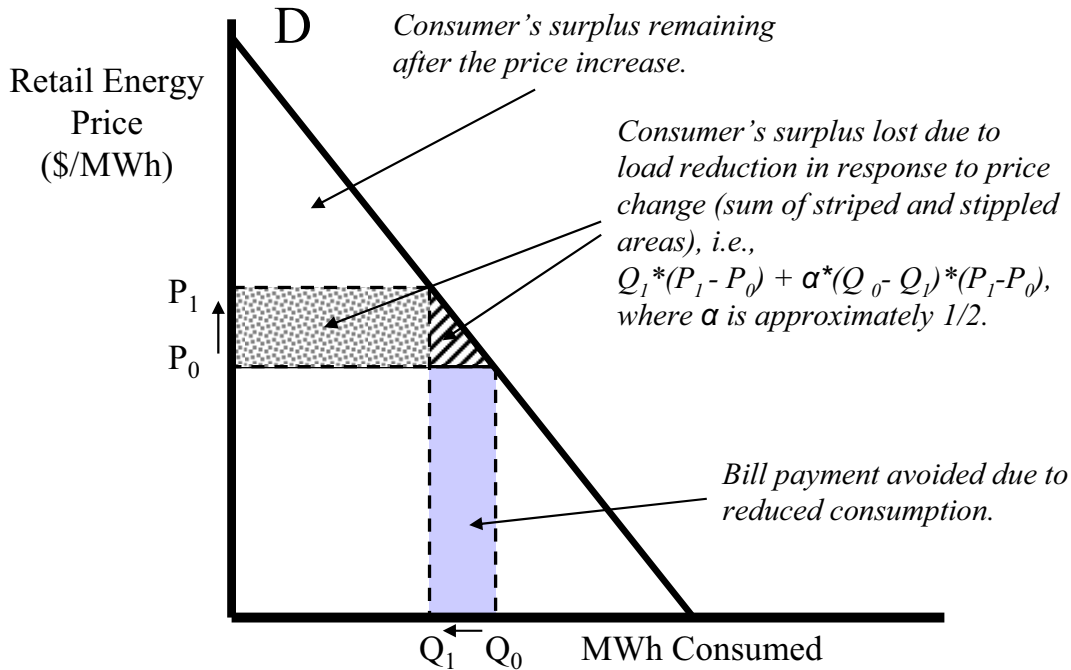 D
Consumer's surplus remaining
after the price increase.
Retail Energy
Price
($/MWh)
Consumer's surplus lost due to
load reduction in response to price
change (sum of striped and stippled
areas), i.e.,
Q₁*(P₁ - P₀) + α*(Q ₀- Q₁)*(P₁-P₀),
where α is approximately 1/2.
P₁
P₀
Bill payment avoided due to
reduced consumption.
Q₁
Q₀
MWh Consumed